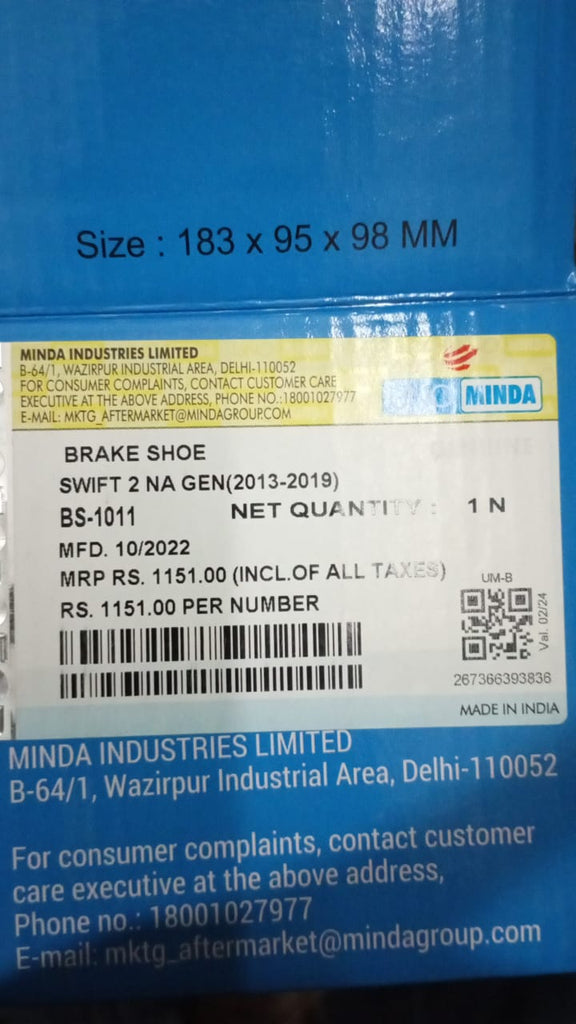 Size : 183 x 95 x 98 MM
MINDA INDUSTRIES LIMITED
B-64/1, WAZIRPUR INDUSTRIAL AREA, DELHI-110052
FOR CONSUMER COMPLAINTS, CONTACT CUSTOMER CARE
EXECUTIVE AT THE ABOVE ADDRESS, PHONE NO.:18001027977
E-MAIL: MKTG_AFTERMARKET@MINDAGROUP.COM
MINDA
GENUINE
BRAKE SHOE
SWIFT 2 NA GEN(2013-2019)
BS-1011
NET QUANTITY : 1 N
MFD. 10/2022
MRP RS. 1151.00 (INCL.OF ALL TAXES)
RS. 1151.00 PER NUMBER
UM-B
Val. 02/24
267366393836
MADE IN INDIA
MINDA INDUSTRIES LIMITED
B-64/1, Wazirpur Industrial Area, Delhi-110052
For consumer complaints, contact customer
care executive at the above address,
Phone no.: 18001027977
E-mail: mktg_aftermarket@mindagroup.com